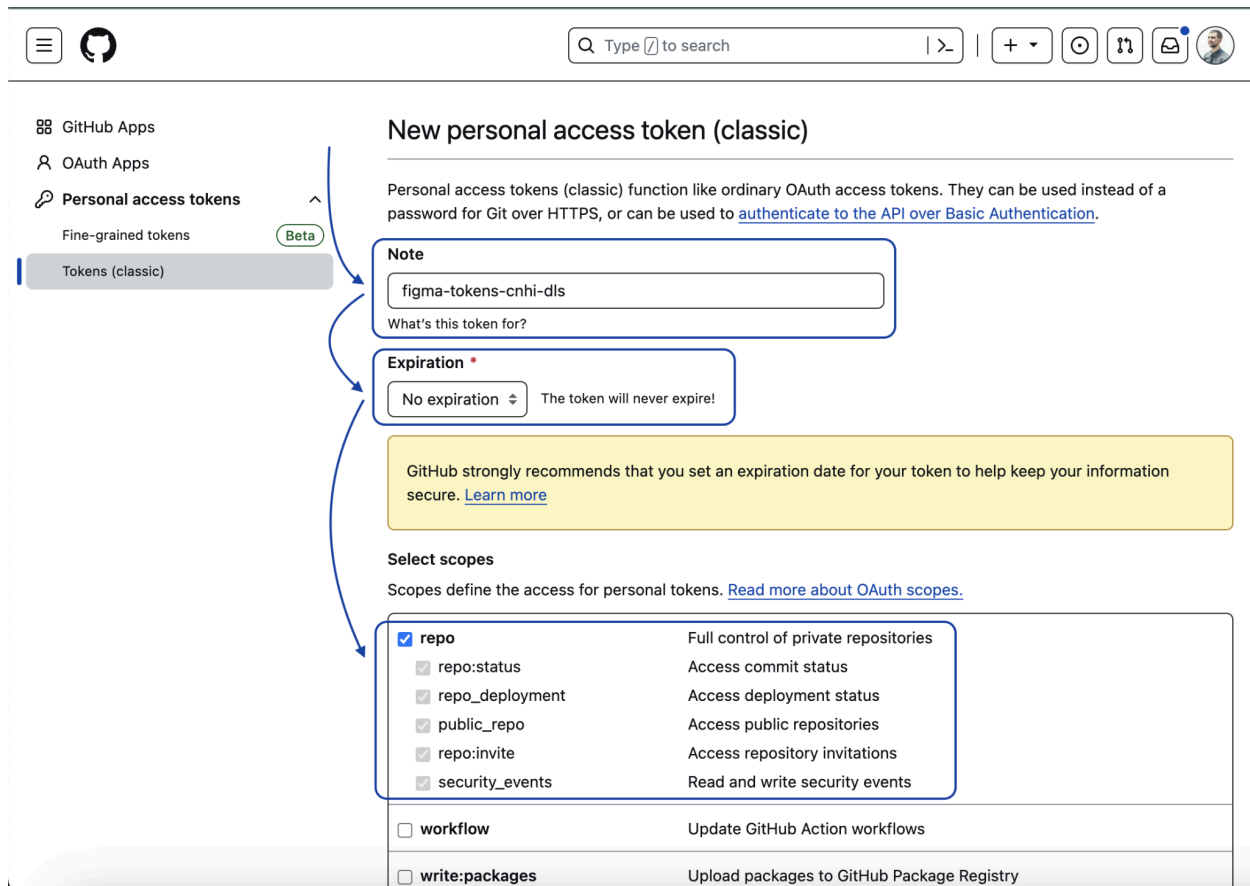 Type / to search
GitHub Apps
OAuth Apps
Personal access tokens
Fine-grained tokens Beta
Tokens (classic)
New personal access token (classic)
Personal access tokens (classic) function like ordinary OAuth access tokens. They can be used instead of a
password for Git over HTTPS, or can be used to authenticate to the API over Basic Authentication.
Note
figma-tokens-cnhi-dls
What's this token for?
Expiration *
No expiration The token will never expire!
GitHub strongly recommends that you set an expiration date for your token to help keep your information
secure. Learn more
Select scopes
Scopes define the access for personal tokens. Read more about OAuth scopes.
repo Full control of private repositories
repo:status Access commit status
repo_deployment Access deployment status
public_repo Access public repositories
repo:invite Access repository invitations
security_events Read and write security events
workflow Update GitHub Action workflows
write:packages Upload packages to GitHub Package Registry